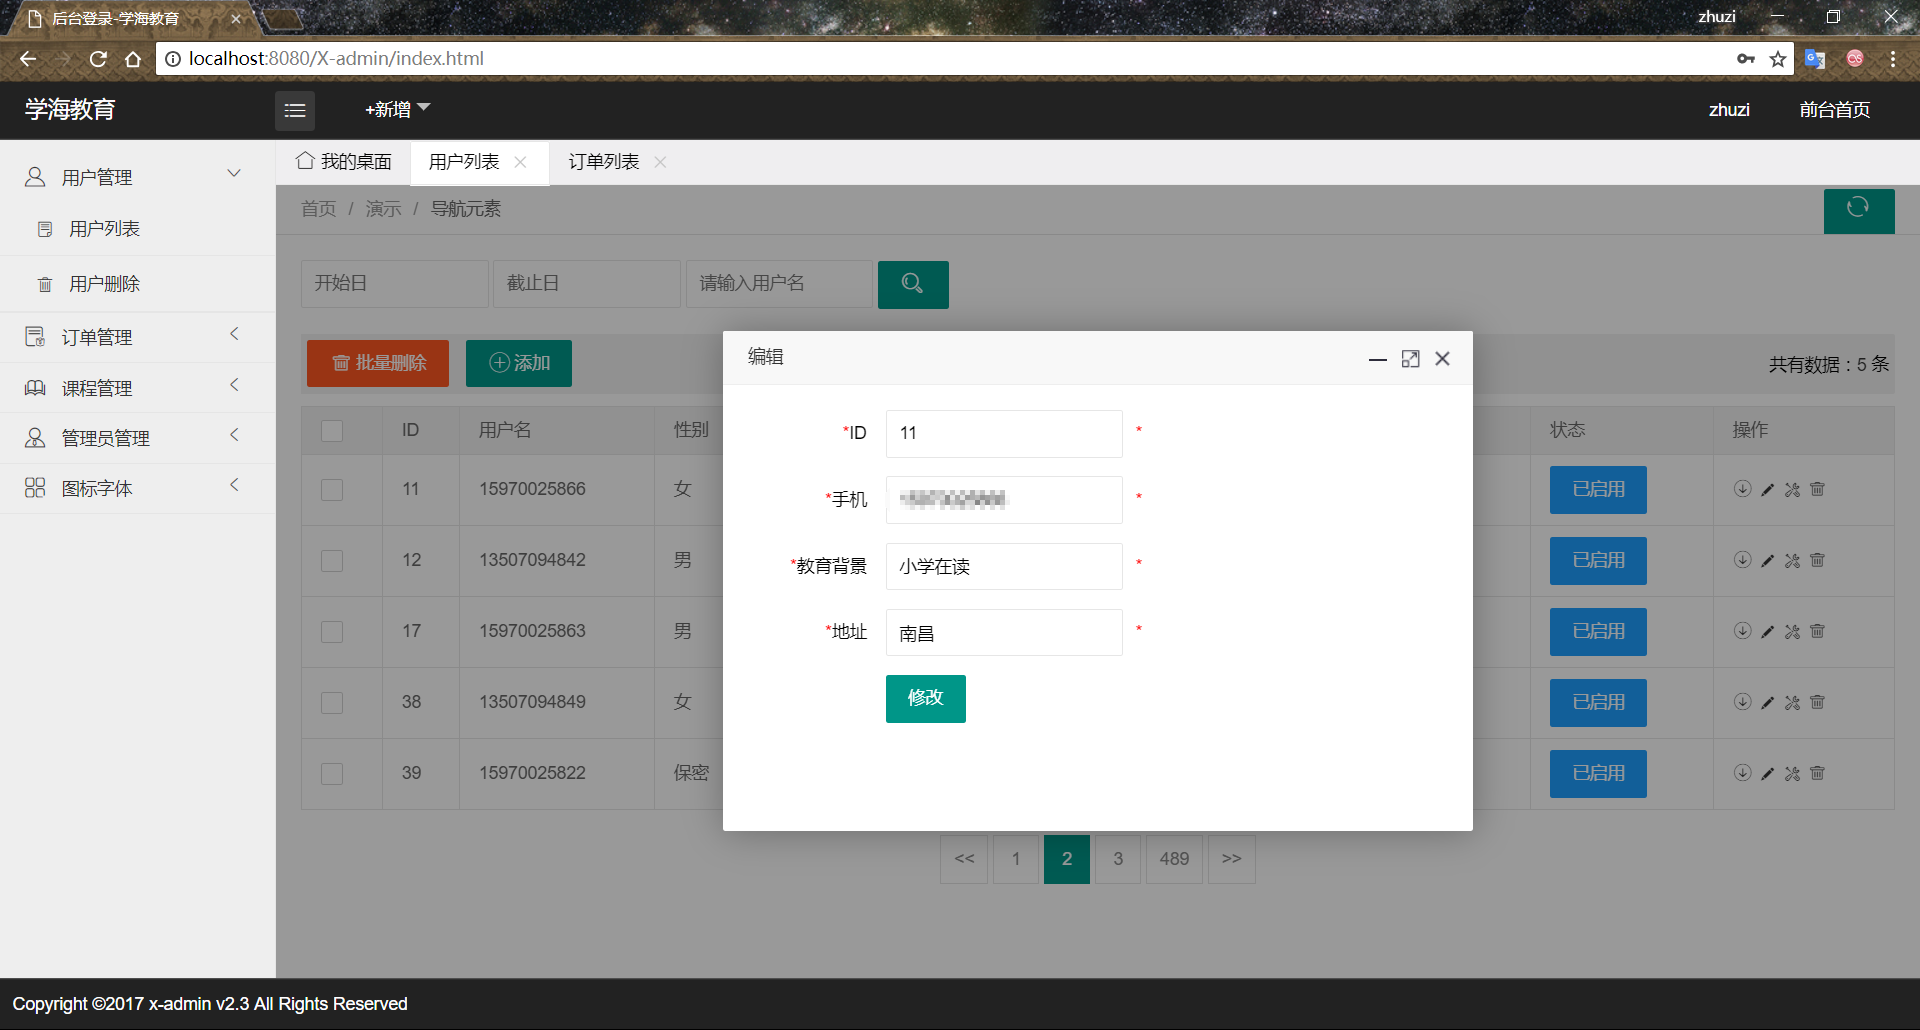 后台登录-学海教育
zhuzi
localhost:8080/X-admin/index.html
学海教育
+新增
zhuzi
前台首页
用户管理
用户列表
用户删除
订单管理
课程管理
管理员管理
图标字体
我的桌面
用户列表
订单列表
首页 / 演示 / 导航元素
开始日
截止日
请输入用户名
批量删除
添加
共有数据：5 条
ID 用户名 性别 状态 操作
11 15970025866 女 已启用
12 13507094842 男 已启用
17 15970025863 男 已启用
38 13507094849 女 已启用
39 15970025822 保密 已启用
编辑
*ID 11 *
*手机 *
*教育背景 小学在读 *
*地址 南昌 *
修改
<< 1 2 3 489 >>
Copyright ©2017 x-admin v2.3 All Rights Reserved